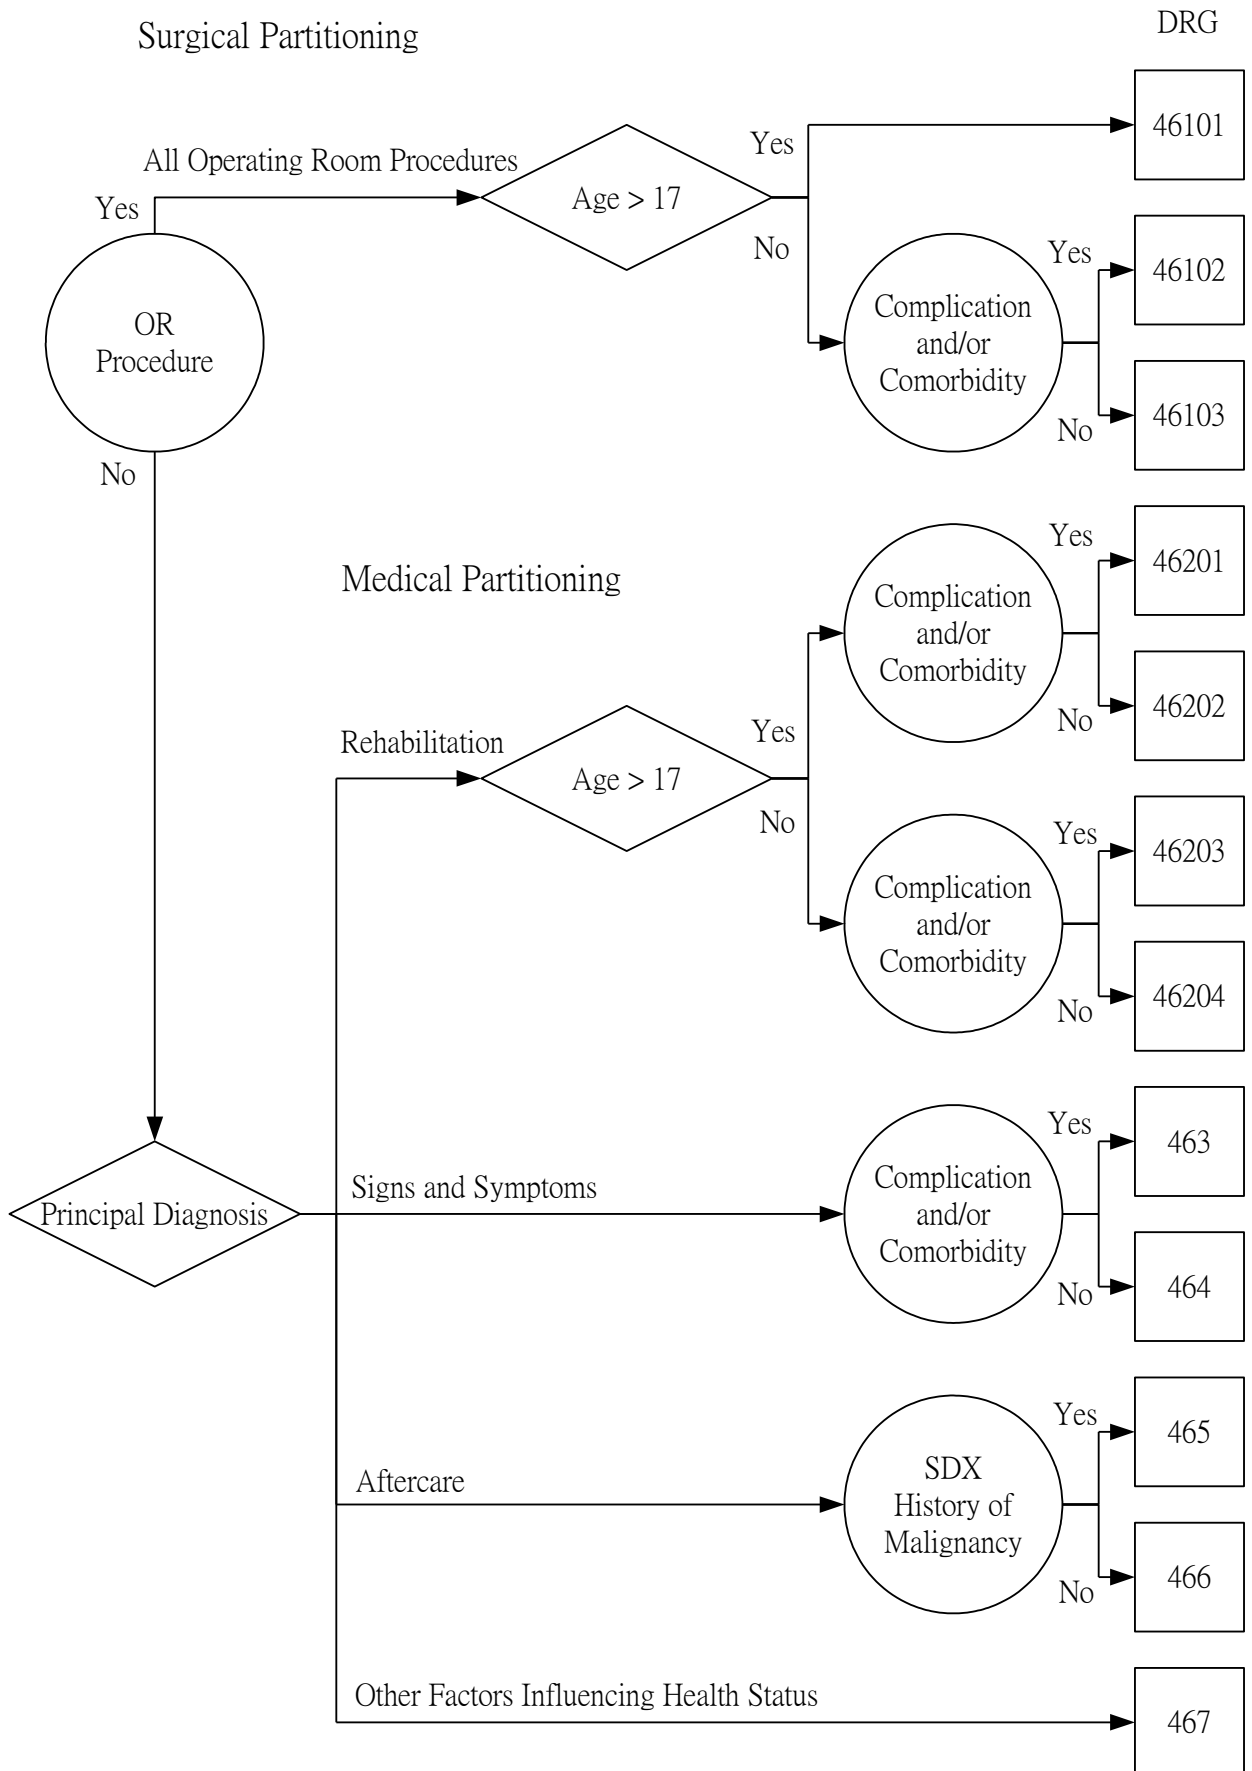 DRG
Surgical Partitioning
46101
Yes
All Operating Room Procedures
Age > 17
Yes
No
Yes
46102
Complication
and/or
Comorbidity
OR
Procedure
46103
No
No
Yes
46201
Medical Partitioning
Complication
and/or
Comorbidity
46202
No
Yes
Rehabilitation
Age > 17
No
Yes
46203
Complication
and/or
Comorbidity
46204
No
Yes
463
Signs and Symptoms
Complication
and/or
Comorbidity
Principal Diagnosis
No
464
Yes
465
Aftercare
SDX
History of
Malignancy
No
466
Other Factors Influencing Health Status
467